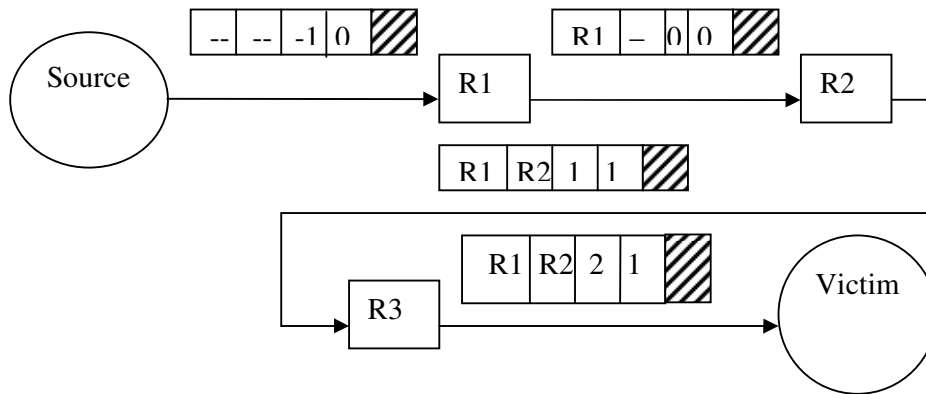 -- -- -1 0
R1 – 0 0
Source
R1
R2
R1 R2 1 1
R1 R2 2 1
Victim
R3